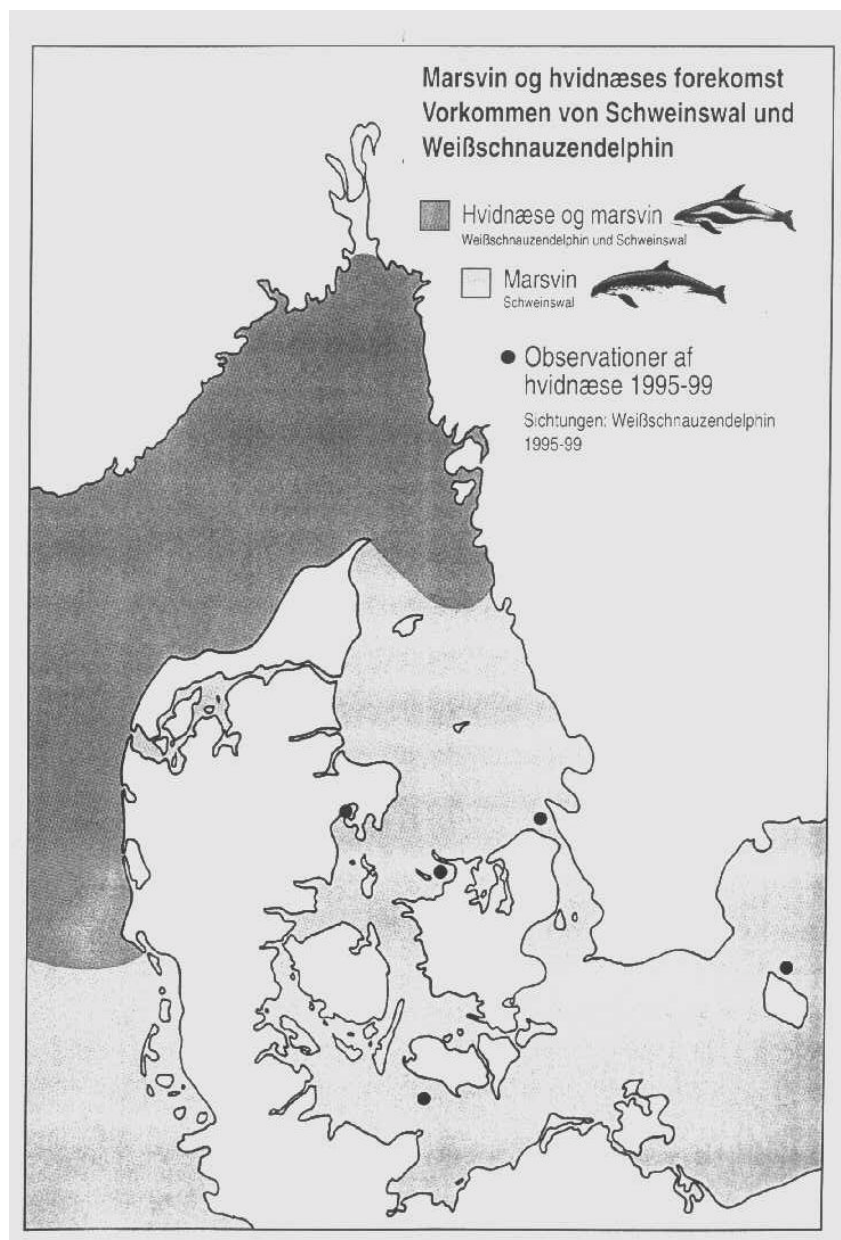 Marsvin og hvidnæses forekomst
Vorkommen von Schweinswal und
Weißschnauzendelphin
Hvidnæse og marsvin
Weißschnauzendelphin und Schweinswal
Marsvin
Schweinswal
Observationer af
hvidnæse 1995-99
Sichtungen: Weißschnauzendelphin
1995-99